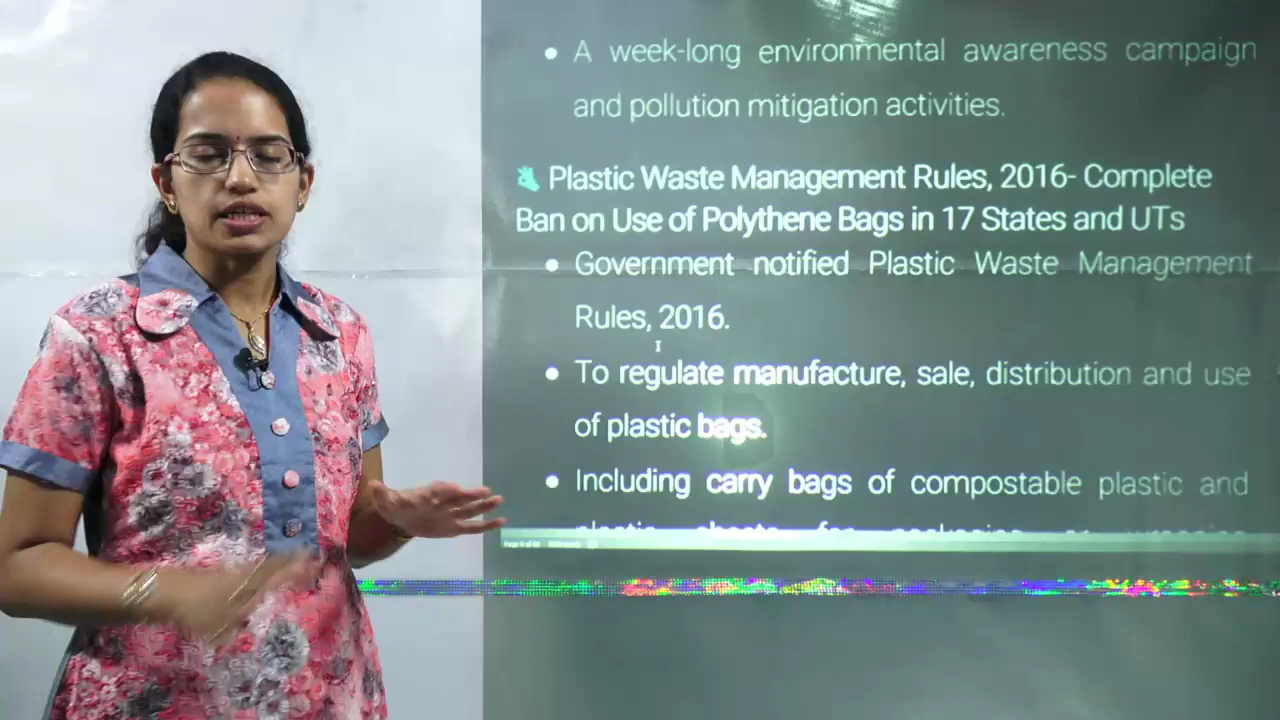 • A week-long environmental awareness campaign
and pollution mitigation activities.
Plastic Waste Management Rules, 2016- Complete
Ban on Use of Polythene Bags in 17 States and UTs
• Government notified Plastic Waste Management
Rules, 2016.
• To regulate manufacture, sale, distribution and use
of plastic bags.
• Including carry bags of compostable plastic and